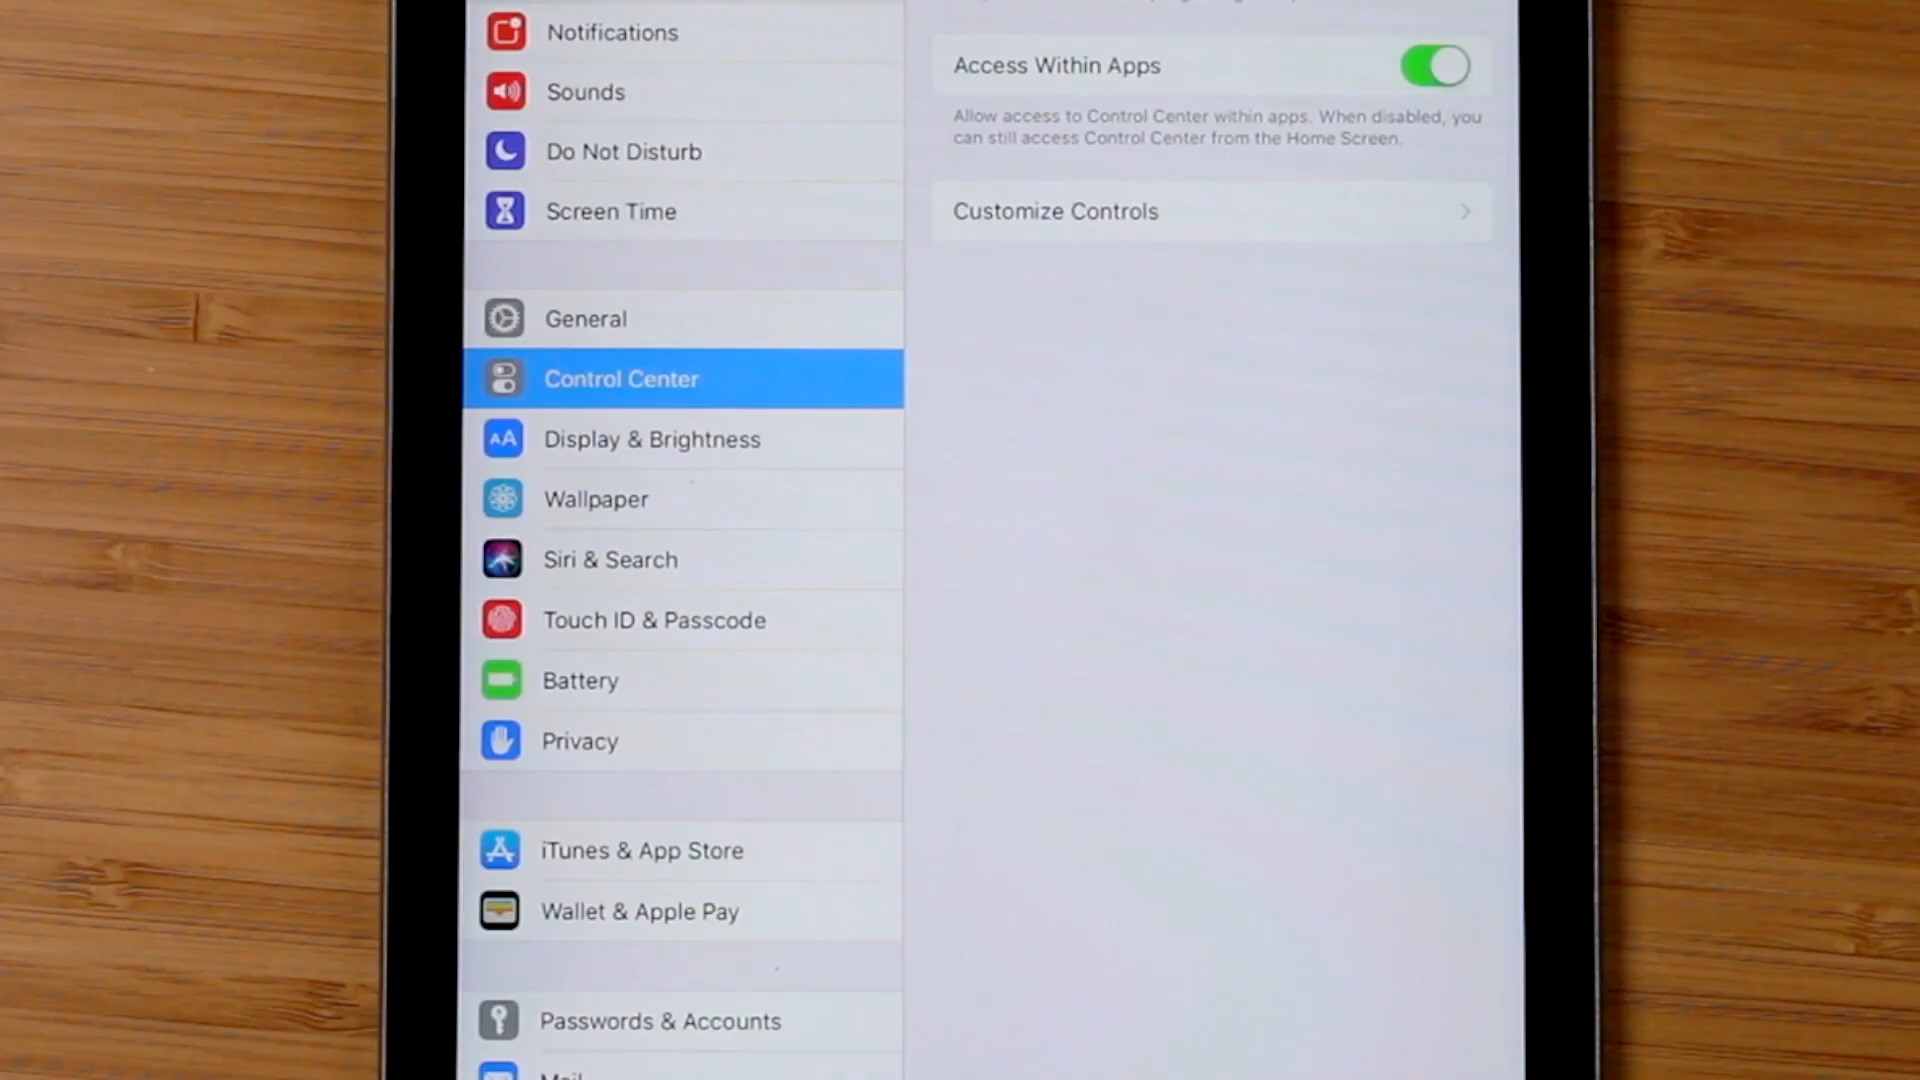 Notifications
Sounds
Do Not Disturb
Screen Time
General
Control Center
AA
Display & Brightness
Wallpaper
Siri & Search
Touch ID & Passcode
Battery
Privacy
iTunes & App Store
Wallet & Apple Pay
Passwords & Accounts
Mail
Access Within Apps
Allow access to Control Center within apps. When disabled, you
can still access Control Center from the Home Screen.
Customize Controls